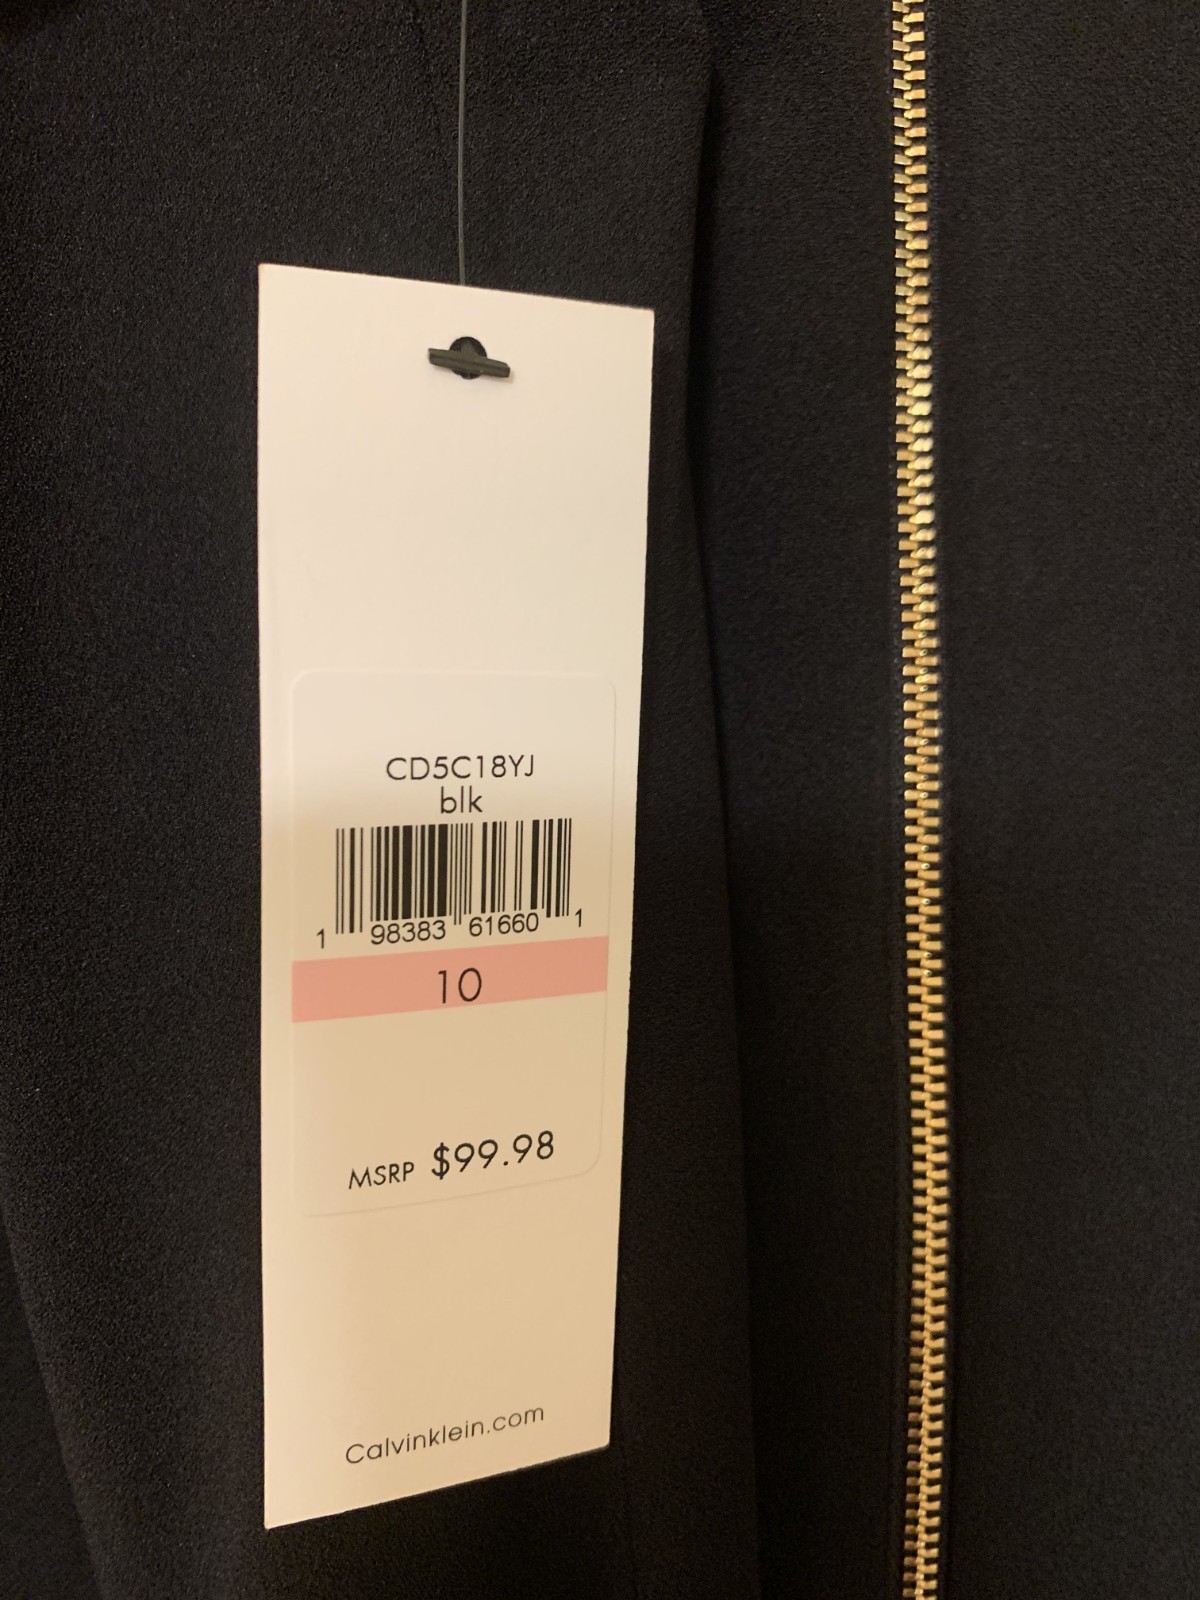 CD5C18YJ
blk
1 98383 61660 1
10
MSRP $99.98
Calvinklein.com